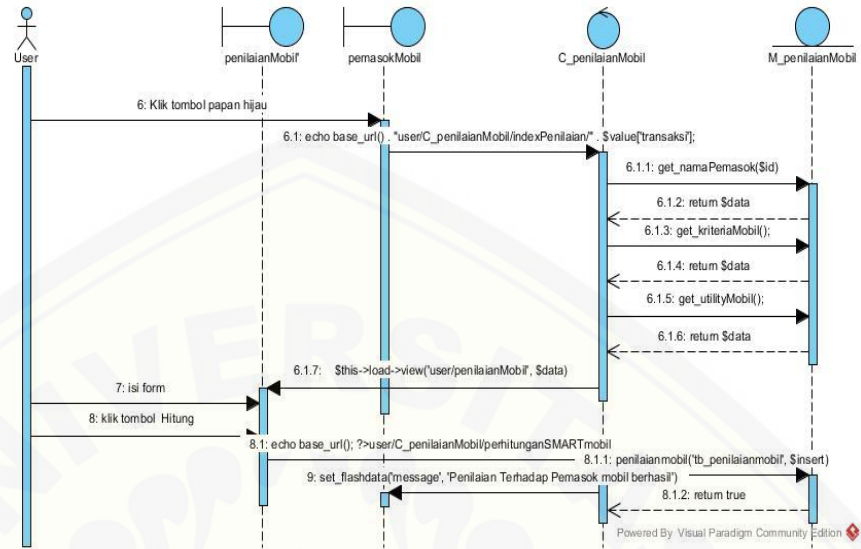 User
penilaianMobil'
pemasokMobil
C_penilaianMobil
M_penilaianMobil
6: Klik tombol papan hijau
6.1: echo base_url() . "user/C_penilaianMobil/indexPenilaian/" . $value['transaksi'];
6.1.1: get_namaPemasok($id)
6.1.2: return $data
6.1.3: get_kriteriaMobil();
6.1.4: return $data
6.1.5: get_utilityMobil();
6.1.6: return $data
6.1.7: $this->load->view('user/penilaianMobil', $data)
7: isi form
8: klik tombol Hitung
8.1: echo base_url(); ?>user/C_penilaianMobil/perhitunganSMARTmobil
8.1.1: penilaianmobil('tb_penilaianmobil', $insert)
9: set_flashdata('message', 'Penilaian Terhadap Pemasok mobil berhasil')
8.1.2: return true
Powered By Visual Paradigm Community Edition
UNIVERSIT